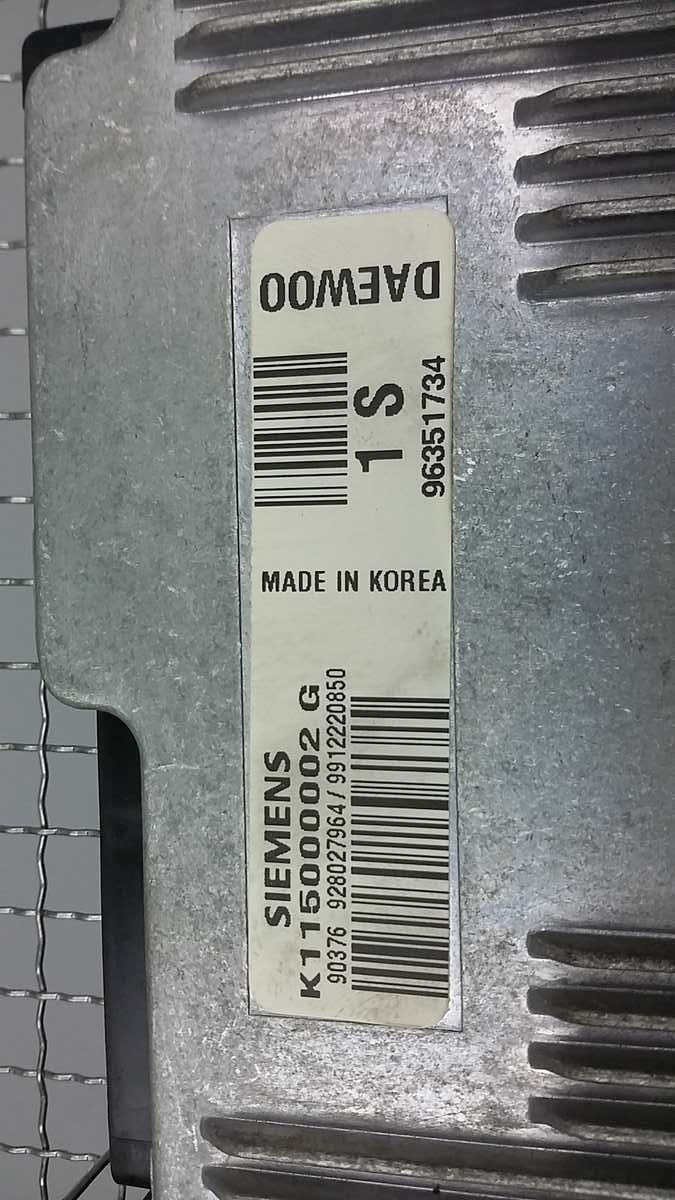 DAEWOO
1 S
96351734
MADE IN KOREA
SIEMENS
K115000002 G
90376 928027964/9912220850